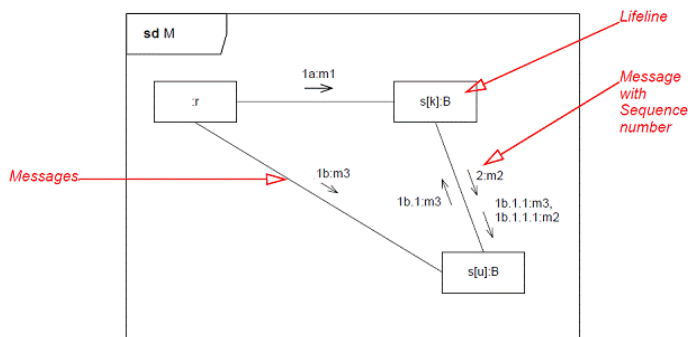 sd M
Lifeline
1a:m1
:r
s[k]:B
Message
with
Sequence
number
Messages
1b:m3
2:m2
1b.1:m3
1b.1.1:m3,
1b.1.1.1:m2
s[u]:B